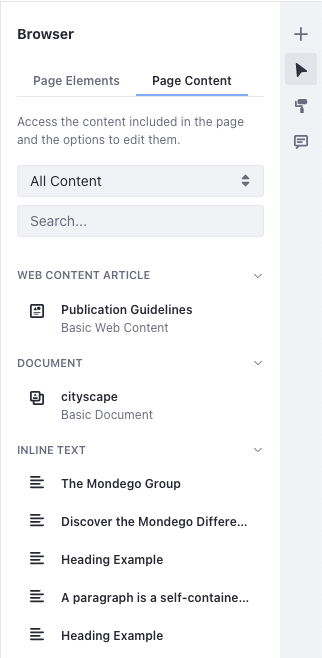 Browser
Page Elements
Page Content
Access the content included in the page
and the options to edit them.
All Content
Search...
WEB CONTENT ARTICLE
Publication Guidelines
Basic Web Content
DOCUMENT
cityscape
Basic Document
INLINE TEXT
The Mondego Group
Discover the Mondego Differe...
Heading Example
A paragraph is a self-containe...
Heading Example